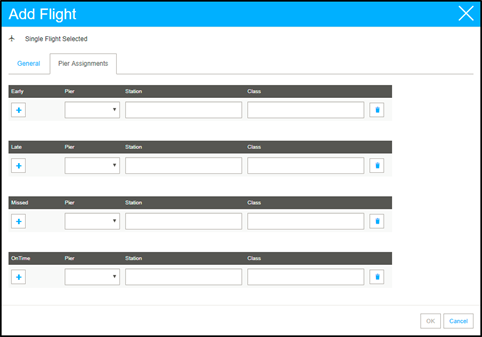 Add Flight
Single Flight Selected
General Pier Assignments
Early Pier Station Class
Late Pier Station Class
Missed Pier Station Class
OnTime Pier Station Class
OK Cancel